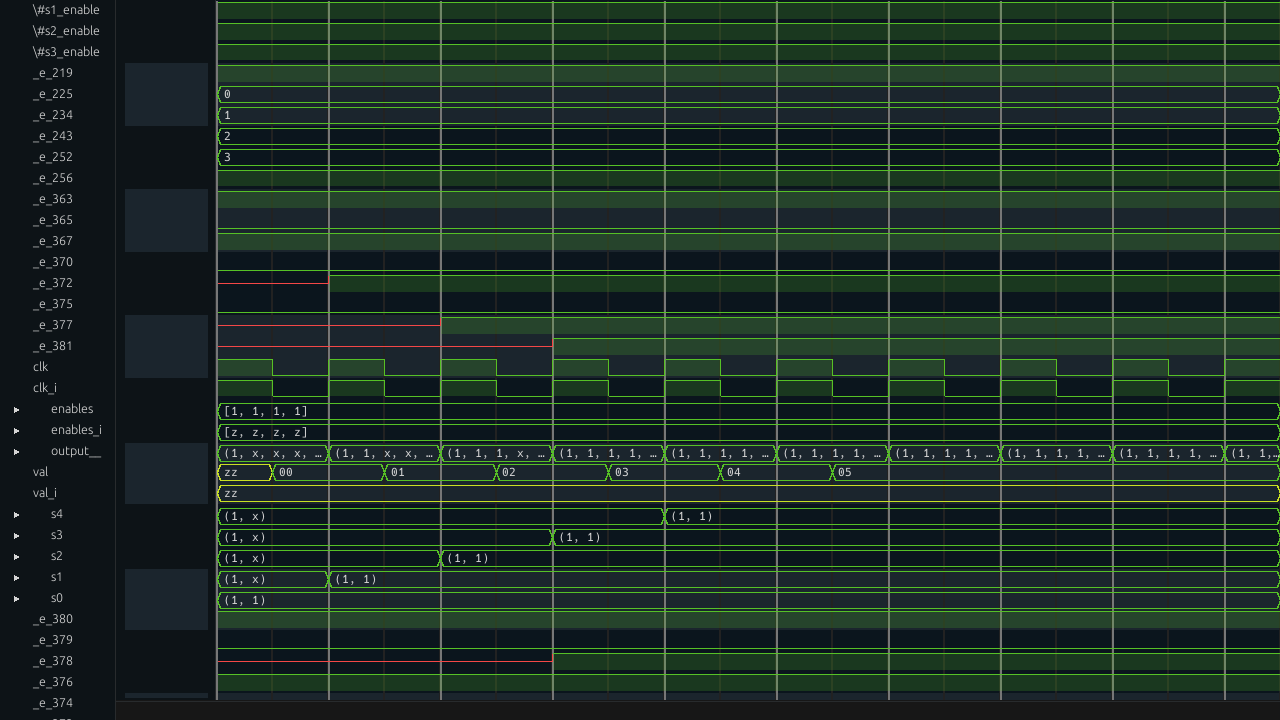 \#s1_enable
\#s2_enable
\#s3_enable
_e_219
_e_225 0
_e_234 1
_e_243 2
_e_252 3
_e_256
_e_363
_e_365
_e_367
_e_370
_e_372
_e_375
_e_377
_e_381
clk
clk_i
enables [1, 1, 1, 1]
enables_i [z, z, z, z]
output__ (1, x, x, x, … (1, 1, x, x, … (1, 1, 1, x, … (1, 1, 1, 1, … (1, 1, 1, 1, … (1, 1, 1, 1, … (1, 1, 1, 1, … (1, 1, 1, 1, … (1, 1, 1, 1, … (1, 1,…
val zz 00 01 02 03 04 05
val_i zz
s4 (1, x) (1, 1)
s3 (1, x) (1, 1)
s2 (1, x) (1, 1)
s1 (1, x) (1, 1)
s0 (1, 1)
_e_380
_e_379
_e_378
_e_376
_e_374